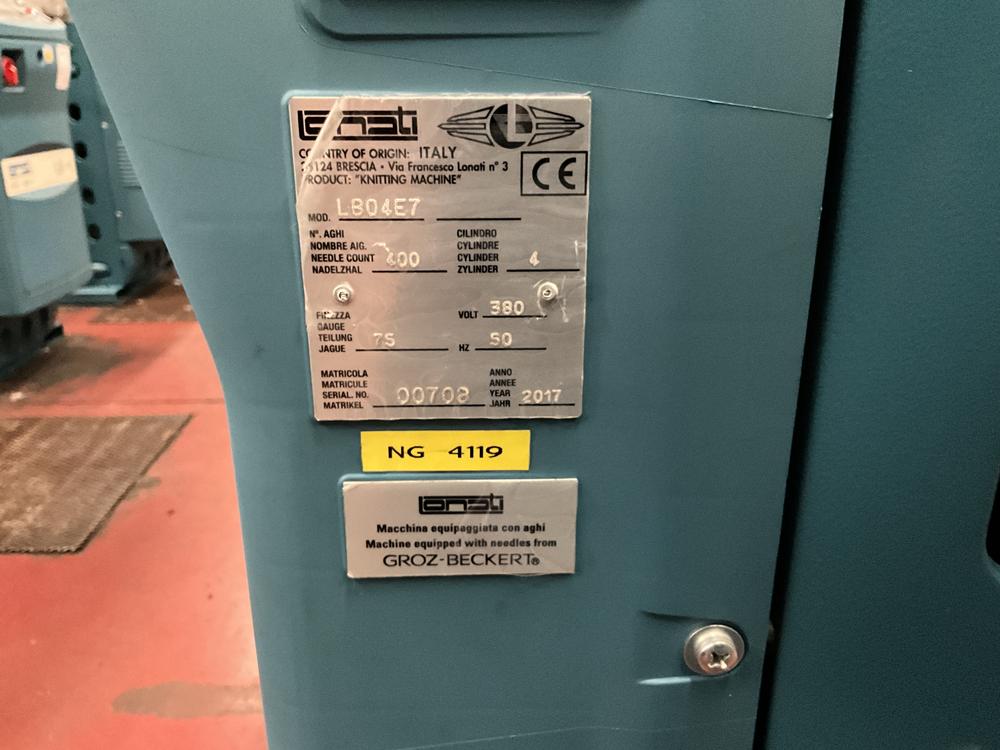 Lonati
COUNTRY OF ORIGIN: ITALY
25124 BRESCIA • Via Francesco Lonati n° 3
PRODUCT: "KNITTING MACHINE"
CE
MOD. LB04E7
N°. AGHI
NOMBRE AIG.
NEEDLE COUNT 400
NADELZHAL
CILINDRO
CYLINDRE
CYLINDER 4
ZYLINDER
FINEZZA
GAUGE
TEILUNG 75
JAGUE
VOLT 380
HZ 50
MATRICOLA
MATRICULE
SERIAL. NO. 00708
MATRIKEL
ANNO
ANNEE
YEAR 2017
JAHR
NG 4119
Lonati
Macchina equipaggiata con aghi
Machine equipped with needles from
GROZ-BECKERT®